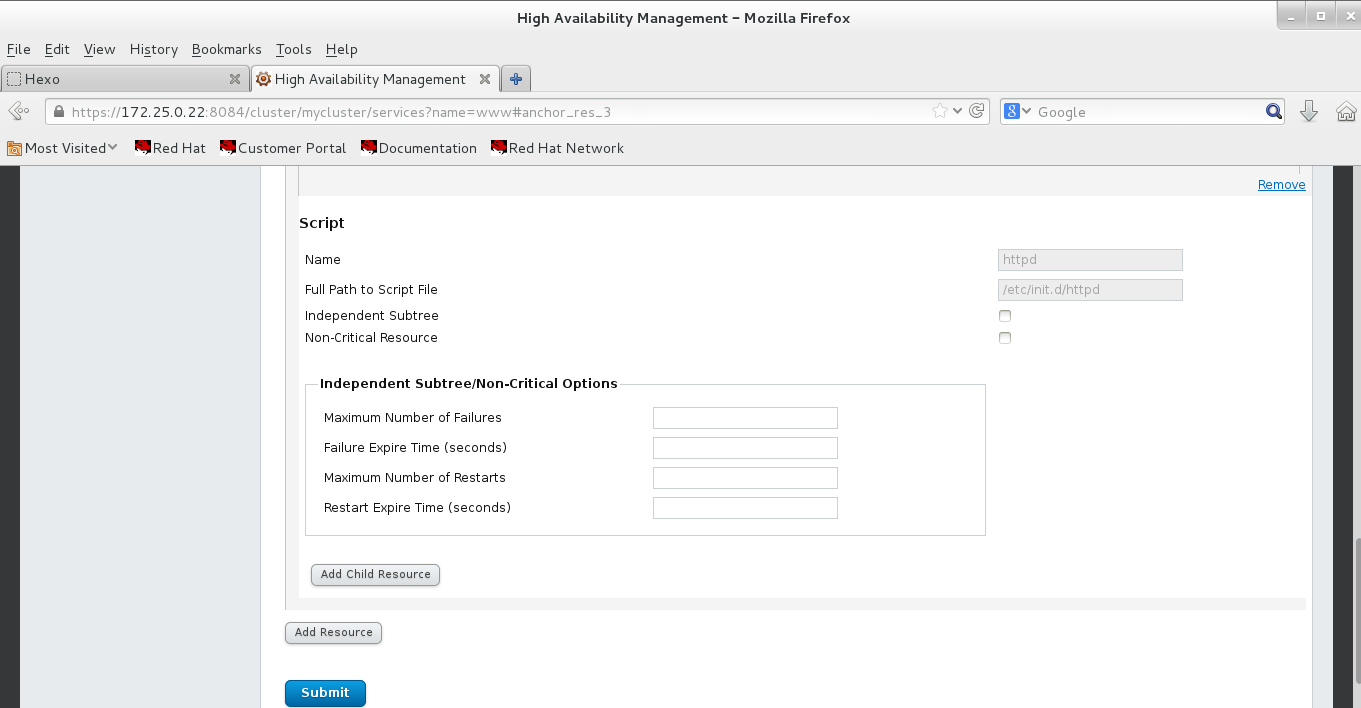 High Availability Management – Mozilla Firefox
File Edit View History Bookmarks Tools Help
Hexo High Availability Management
https://172.25.0.22:8084/cluster/mycluster/services?name=www#anchor_res_3 8 Google
Most Visited Red Hat Customer Portal Documentation Red Hat Network
Remove
Script
Name httpd
Full Path to Script File /etc/init.d/httpd
Independent Subtree
Non-Critical Resource
Independent Subtree/Non-Critical Options
Maximum Number of Failures
Failure Expire Time (seconds)
Maximum Number of Restarts
Restart Expire Time (seconds)
Add Child Resource
Add Resource
Submit